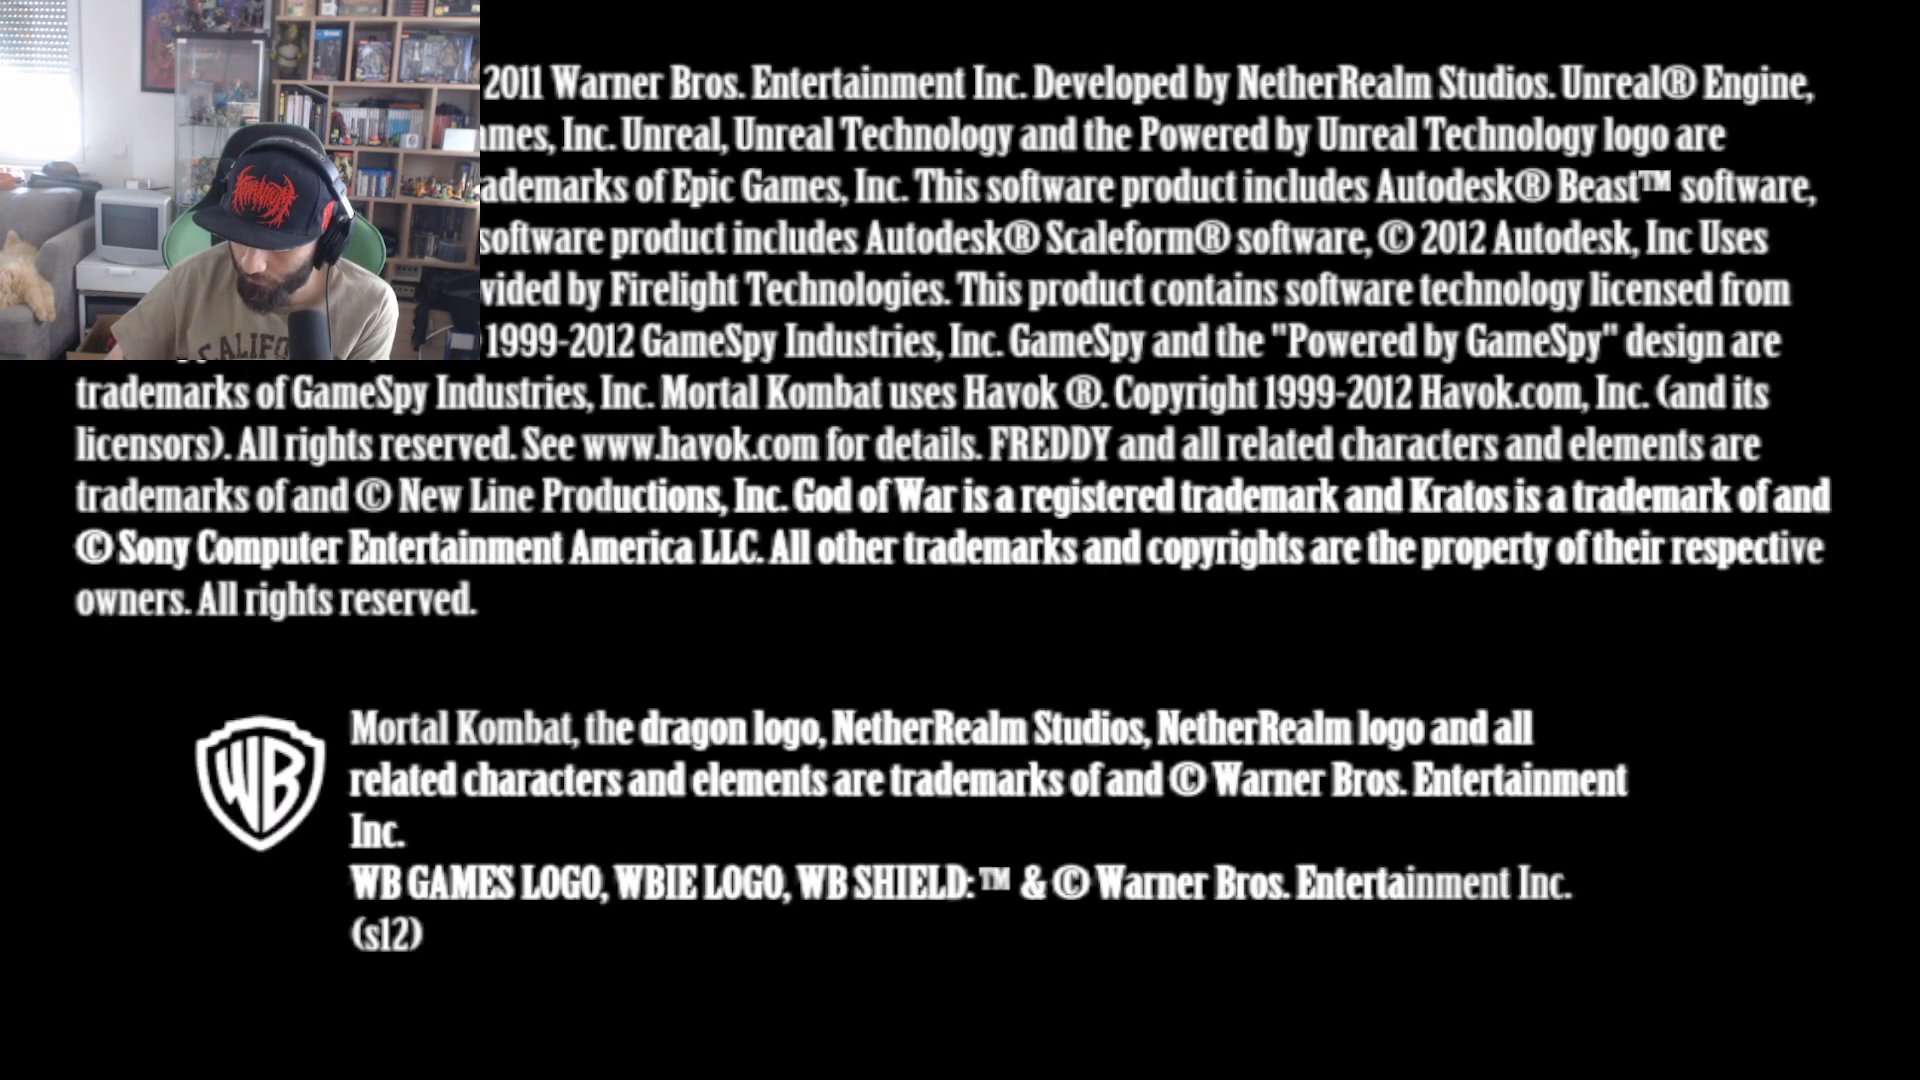 2011 Warner Bros. Entertainment Inc. Developed by NetherRealm Studios. Unreal® Engine,
Inc. Unreal, Unreal Technology and the Powered by Unreal Technology logo are
of Epic Games, Inc. This software product includes Autodesk® Beast™ software,
software product includes Autodesk® Scaleform® software, © 2012 Autodesk, Inc Uses
by Firelight Technologies. This product contains software technology licensed from
1999-2012 GameSpy Industries, Inc. GameSpy and the "Powered by GameSpy" design are
trademarks of GameSpy Industries, Inc. Mortal Kombat uses Havok ®. Copyright 1999-2012 Havok.com, Inc. (and its
licensors). All rights reserved. See www.havok.com for details. FREDDY and all related characters and elements are
trademarks of and © New Line Productions, Inc. God of War is a registered trademark and Kratos is a trademark of and
© Sony Computer Entertainment America LLC. All other trademarks and copyrights are the property of their respective
owners. All rights reserved.
WB
Mortal Kombat, the dragon logo, NetherRealm Studios, NetherRealm logo and all
related characters and elements are trademarks of and © Warner Bros. Entertainment
Inc.
WB GAMES LOGO, WBIE LOGO, WB SHIELD: ™ & © Warner Bros. Entertainment Inc.
(s12)